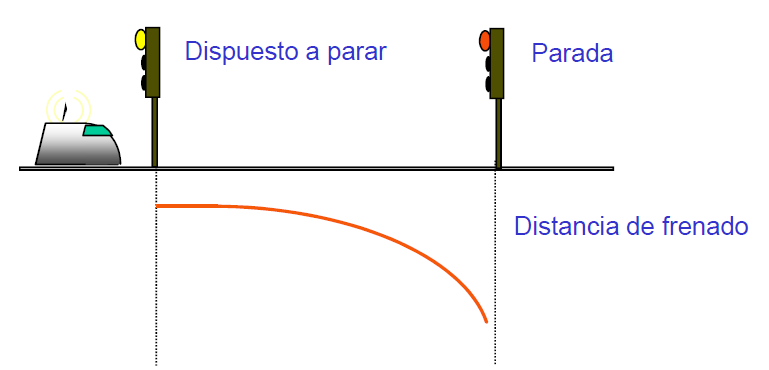 Dispuesto a parar
Parada
Distancia de frenado